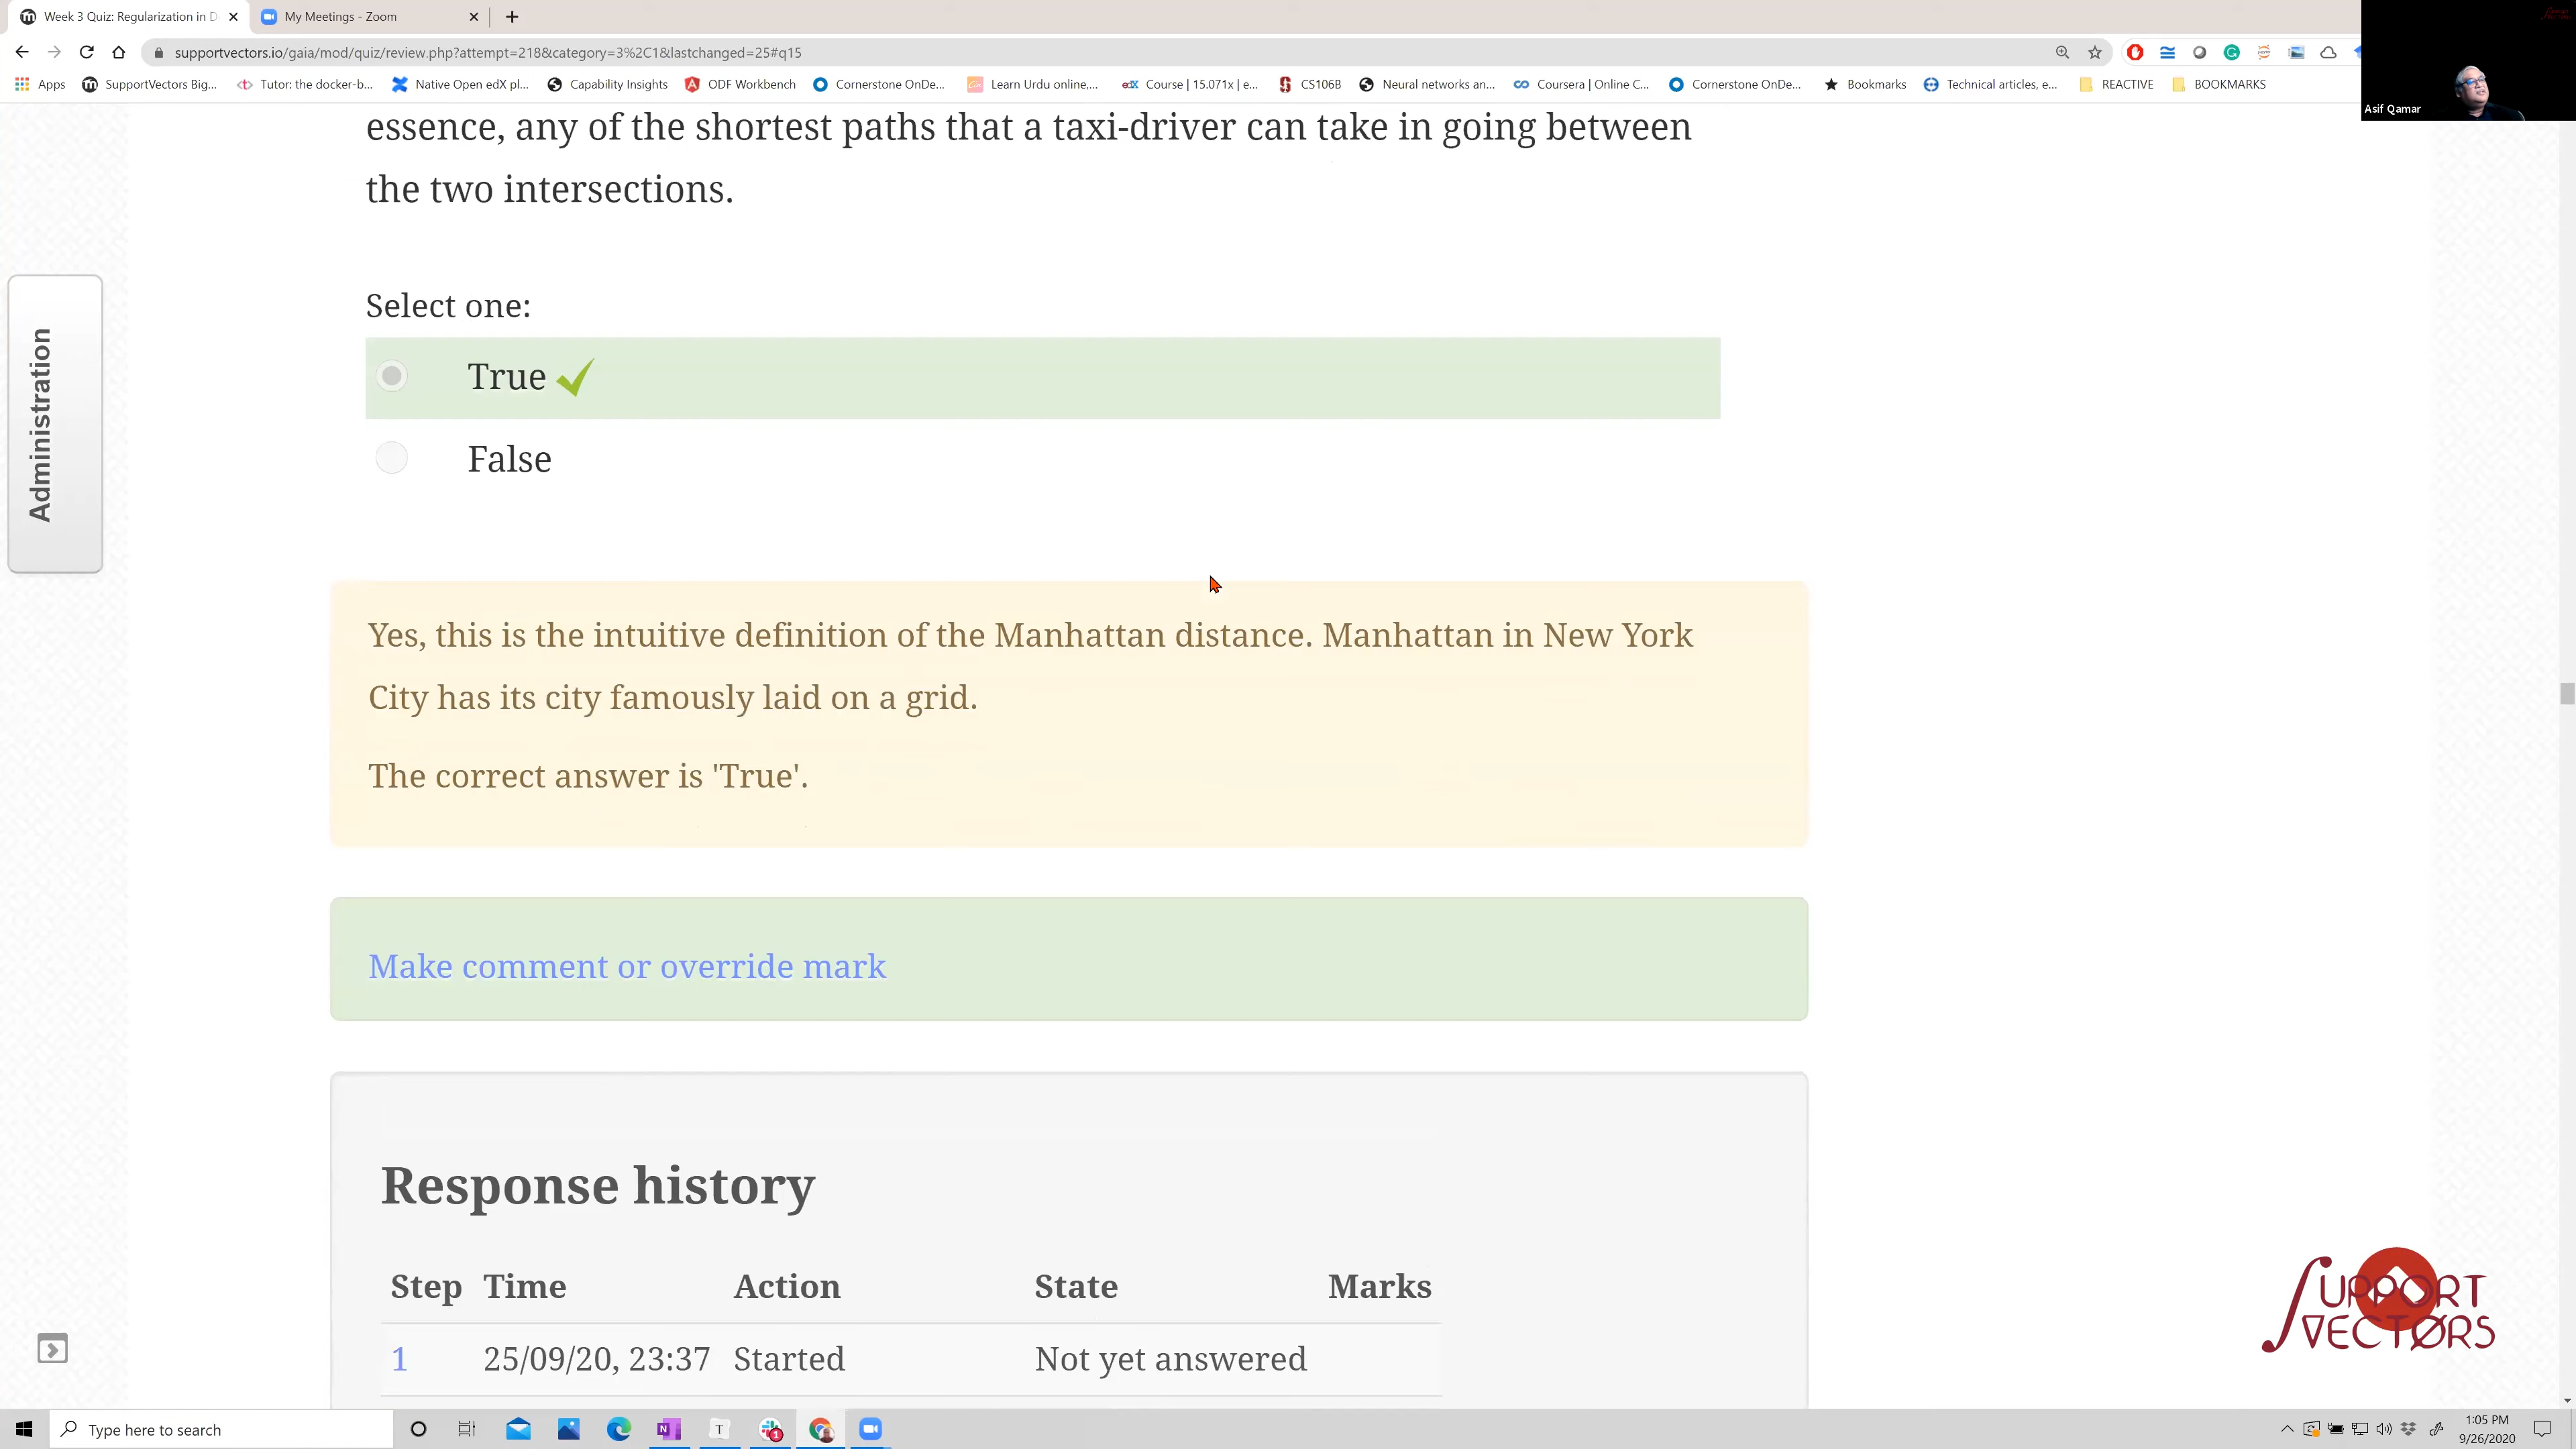 Week 3 Quiz: Regularization in D
My Meetings - Zoom
supportvectors.io/gaia/mod/quiz/review.php?attempt=218&category=3%2C1&lastchanged=25#q15
Apps
SupportVectors Big...
Tutor: the docker-b...
Native Open edX pl...
Capability Insights
ODF Workbench
Cornerstone OnDe...
Learn Urdu online,...
Course | 15.071x | e...
CS106B
Neural networks an...
Coursera | Online C...
Cornerstone OnDe...
Bookmarks
Technical articles, e...
REACTIVE
BOOKMARKS
Asif Qamar
essence, any of the shortest paths that a taxi-driver can take in going between
the two intersections.
Administration
Select one:
True
False
Yes, this is the intuitive definition of the Manhattan distance. Manhattan in New York
City has its city famously laid on a grid.
The correct answer is 'True'.
Make comment or override mark
Response history
Step Time Action State Marks
1 25/09/20, 23:37 Started Not yet answered
SUPPORT
VECTORS
Type here to search
1:05 PM
9/26/2020